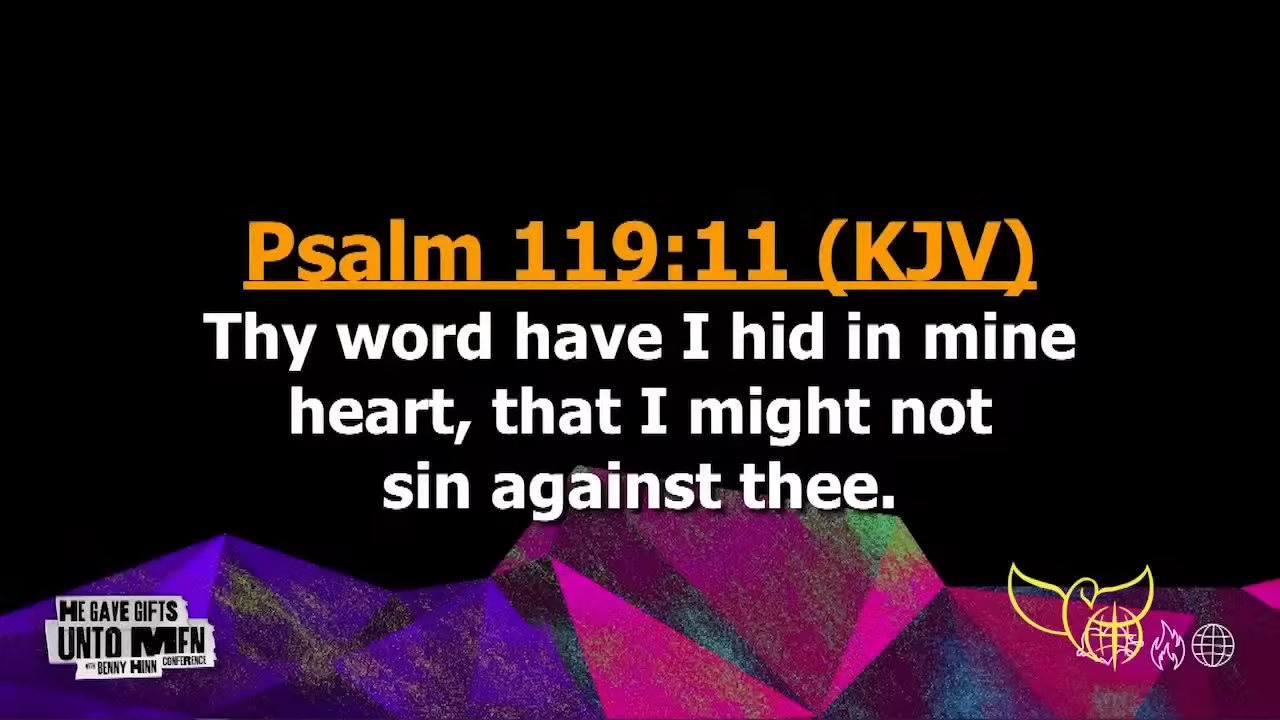 Psalm 119:11 (KJV)
Thy word have I hid in mine
heart, that I might not
sin against thee.
HE GAVE GIFTS
UNTO MEN
WITH BENNY HINN CONFERENCE